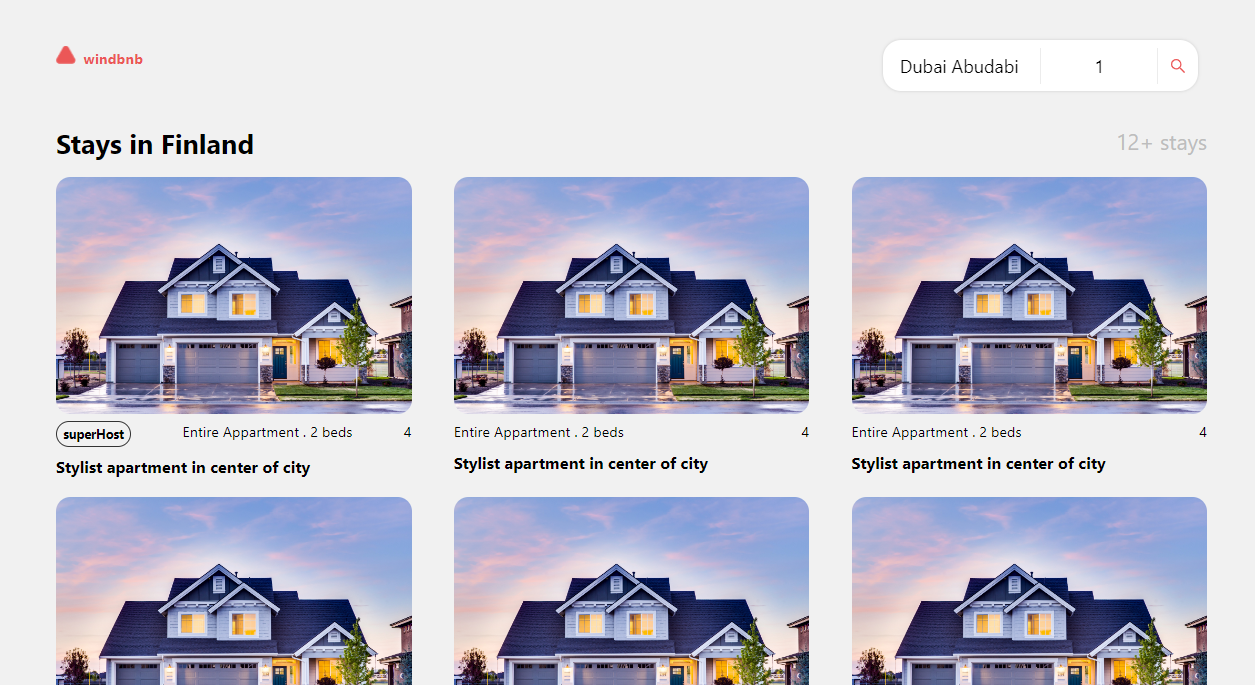 windbnb
Dubai Abudabi 1
Stays in Finland 12+ stays
superHost Entire Appartment . 2 beds 4
Stylist apartment in center of city
Entire Appartment . 2 beds 4
Stylist apartment in center of city
Entire Appartment . 2 beds 4
Stylist apartment in center of city